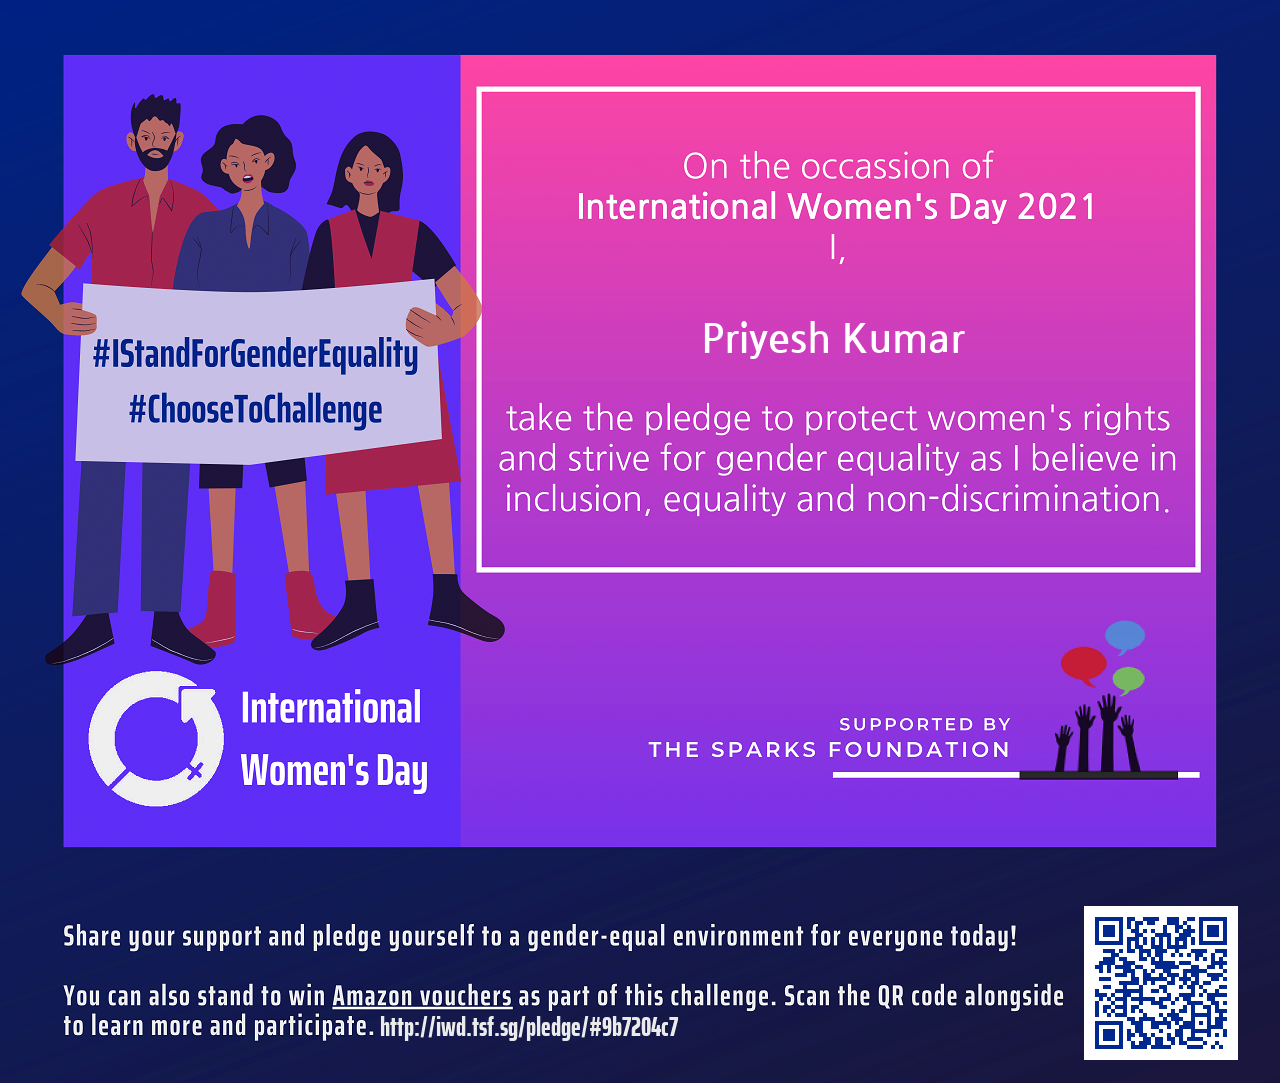 #IStandForGenderEquality
#ChooseToChallenge
International
Women's Day
On the occassion of
International Women's Day 2021
I,
Priyesh Kumar
take the pledge to protect women's rights
and strive for gender equality as I believe in
inclusion, equality and non-discrimination.
SUPPORTED BY
THE SPARKS FOUNDATION
Share your support and pledge yourself to a gender-equal environment for everyone today!
You can also stand to win Amazon vouchers as part of this challenge. Scan the QR code alongside
to learn more and participate. http://iwd.tsf.sg/pledge/#9b7204c7